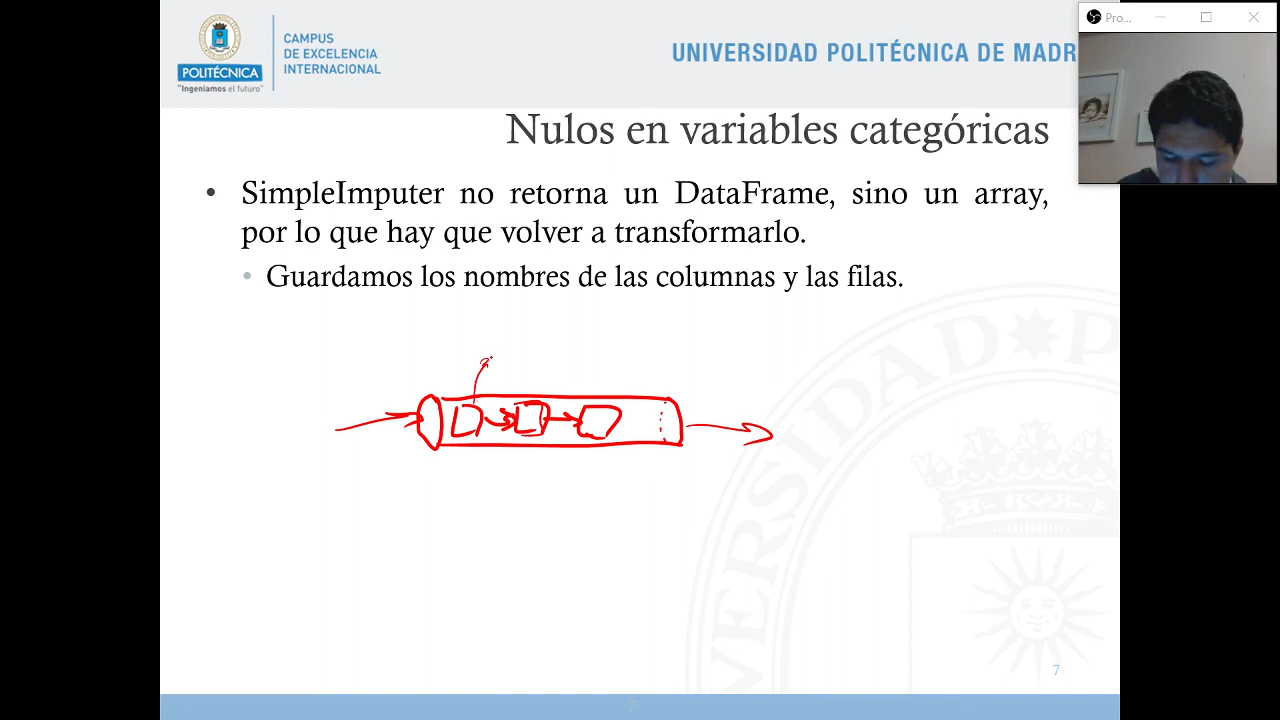 CAMPUS
DE EXCELENCIA
INTERNACIONAL
POLITÉCNICA
"Ingeniamos el futuro"
UNIVERSIDAD POLITÉCNICA DE MADR
Pro...
Nulos en variables categóricas
• SimpleImputer no retorna un DataFrame, sino un array,
por lo que hay que volver a transformarlo.
• Guardamos los nombres de las columnas y las filas.
VERSIDAD P
7
7